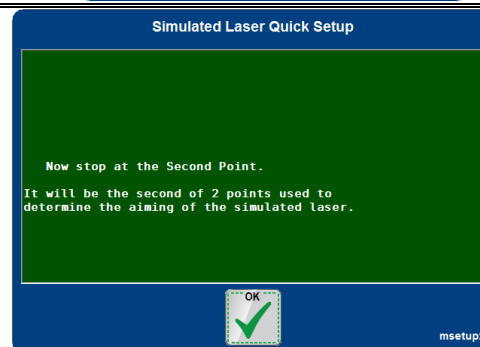 Simulated Laser Quick Setup
Now stop at the Second Point.
It will be the second of 2 points used to
determine the aiming of the simulated laser.
OK